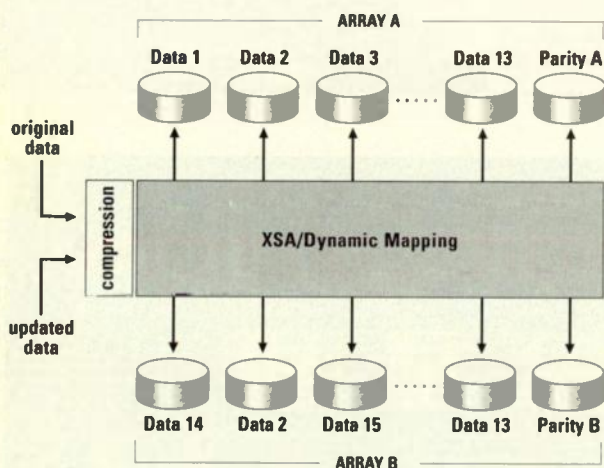 ARRAY A
Data 1 Data 2 Data 3 Data 13 Parity A
original
data
compression
XSA/Dynamic Mapping
updated
data
Data 14 Data 2 Data 15 Data 13 Parity B
ARRAY B